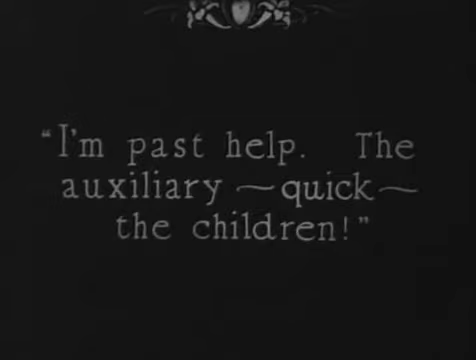 “I'm past help. The
auxiliary ~ quick ~
the children!”